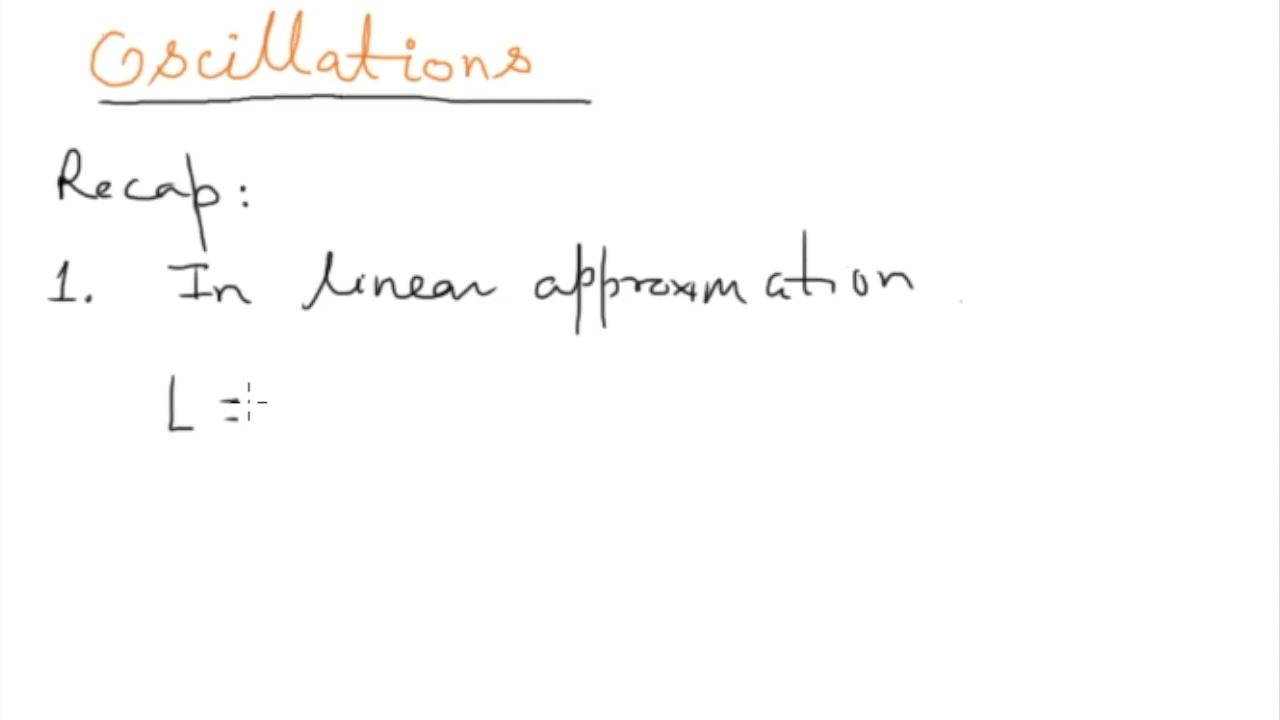 Oscillations
Recap:
1. In linear approximation
L =